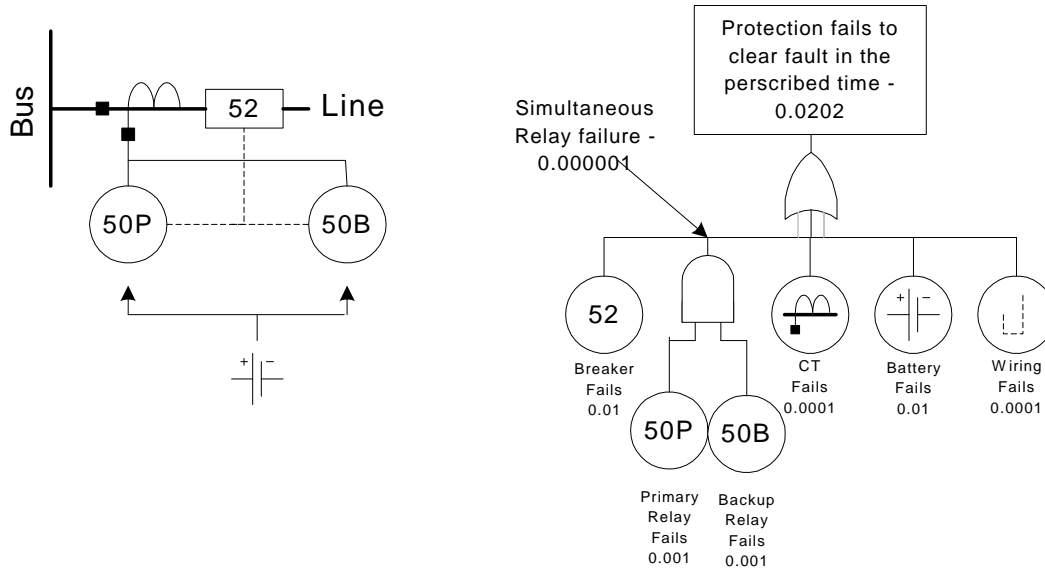 Bus
52
Line
50P
50B
+ −
Protection fails to
clear fault in the
perscribed time -
0.0202
Simultaneous
Relay failure -
0.000001
52
Breaker
Fails
0.01
CT
Fails
0.0001
+ −
Battery
Fails
0.01
Wiring
Fails
0.0001
50P
50B
Primary
Relay
Fails
0.001
Backup
Relay
Fails
0.001